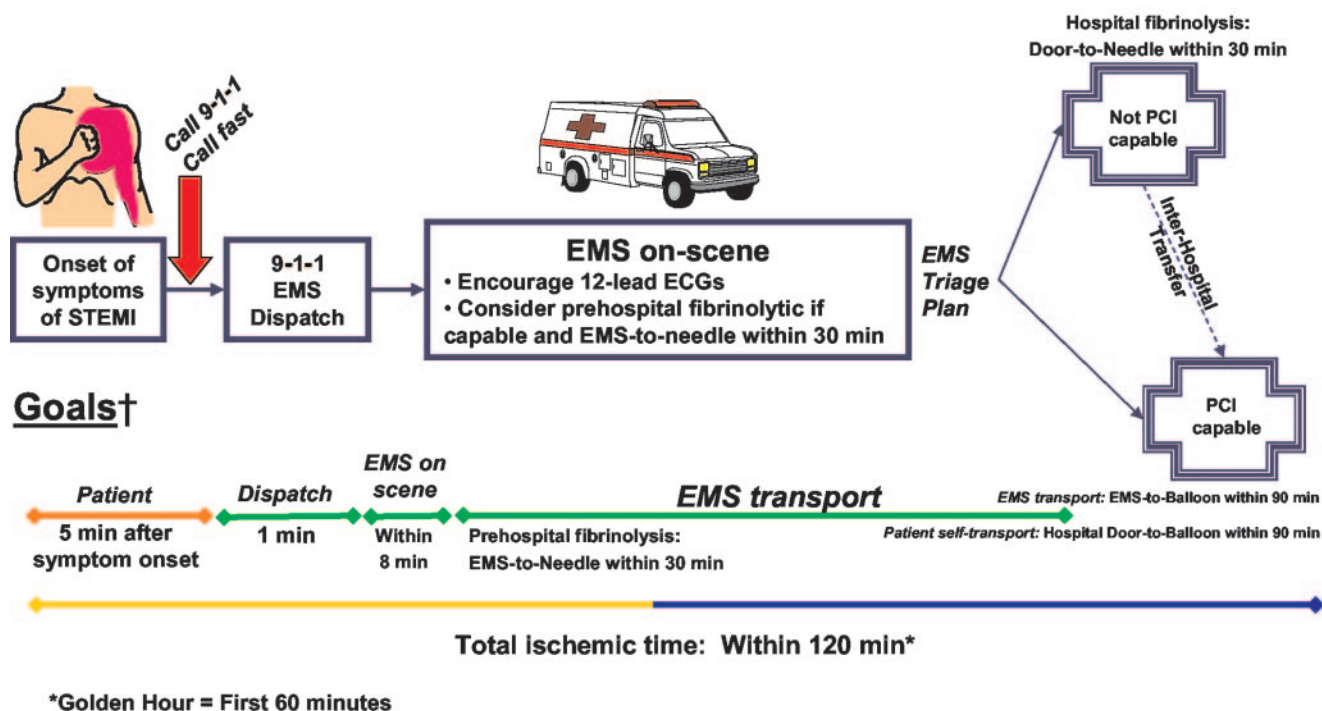 Hospital fibrinolysis:
Door-to-Needle within 30 min
Call 9-1-1
Call fast
Not PCI
capable
Onset of
symptoms
of STEMI
9-1-1
EMS
Dispatch
EMS on-scene
• Encourage 12-lead ECGs
• Consider prehospital fibrinolytic if
capable and EMS-to-needle within 30 min
EMS
Triage
Plan
Inter-Hospital
Transfer
PCI
capable
Goals†
Patient
5 min after
symptom onset
Dispatch
1 min
EMS on
scene
Within
8 min
EMS transport
Prehospital fibrinolysis:
EMS-to-Needle within 30 min
EMS transport: EMS-to-Balloon within 90 min
Patient self-transport: Hospital Door-to-Balloon within 90 min
Total ischemic time: Within 120 min*
*Golden Hour = First 60 minutes